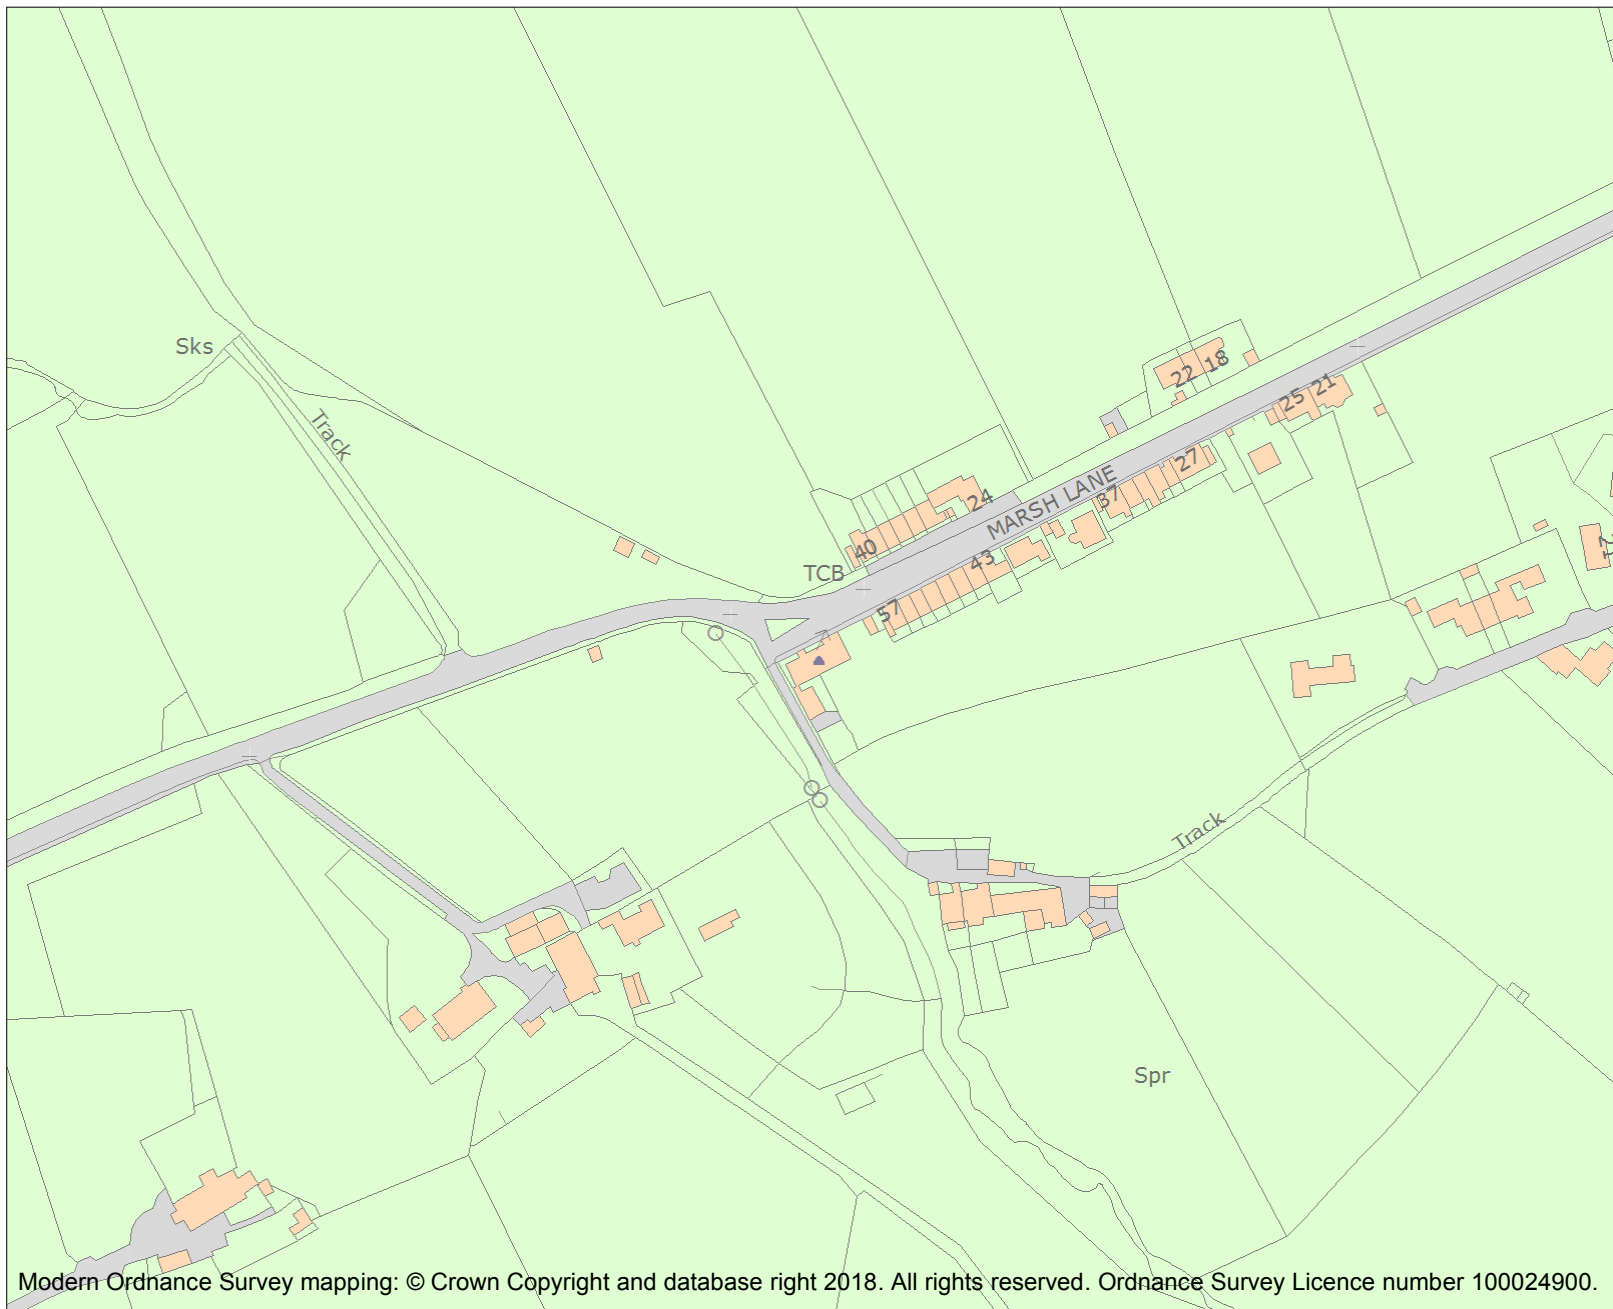 Sks
Track
22
18
25
21
27
MARSH LANE
37
24
40
43
TCB
57
21
Track
Spr
Modern Ordnance Survey mapping: © Crown Copyright and database right 2018. All rights reserved. Ordnance Survey Licence number 100024900.